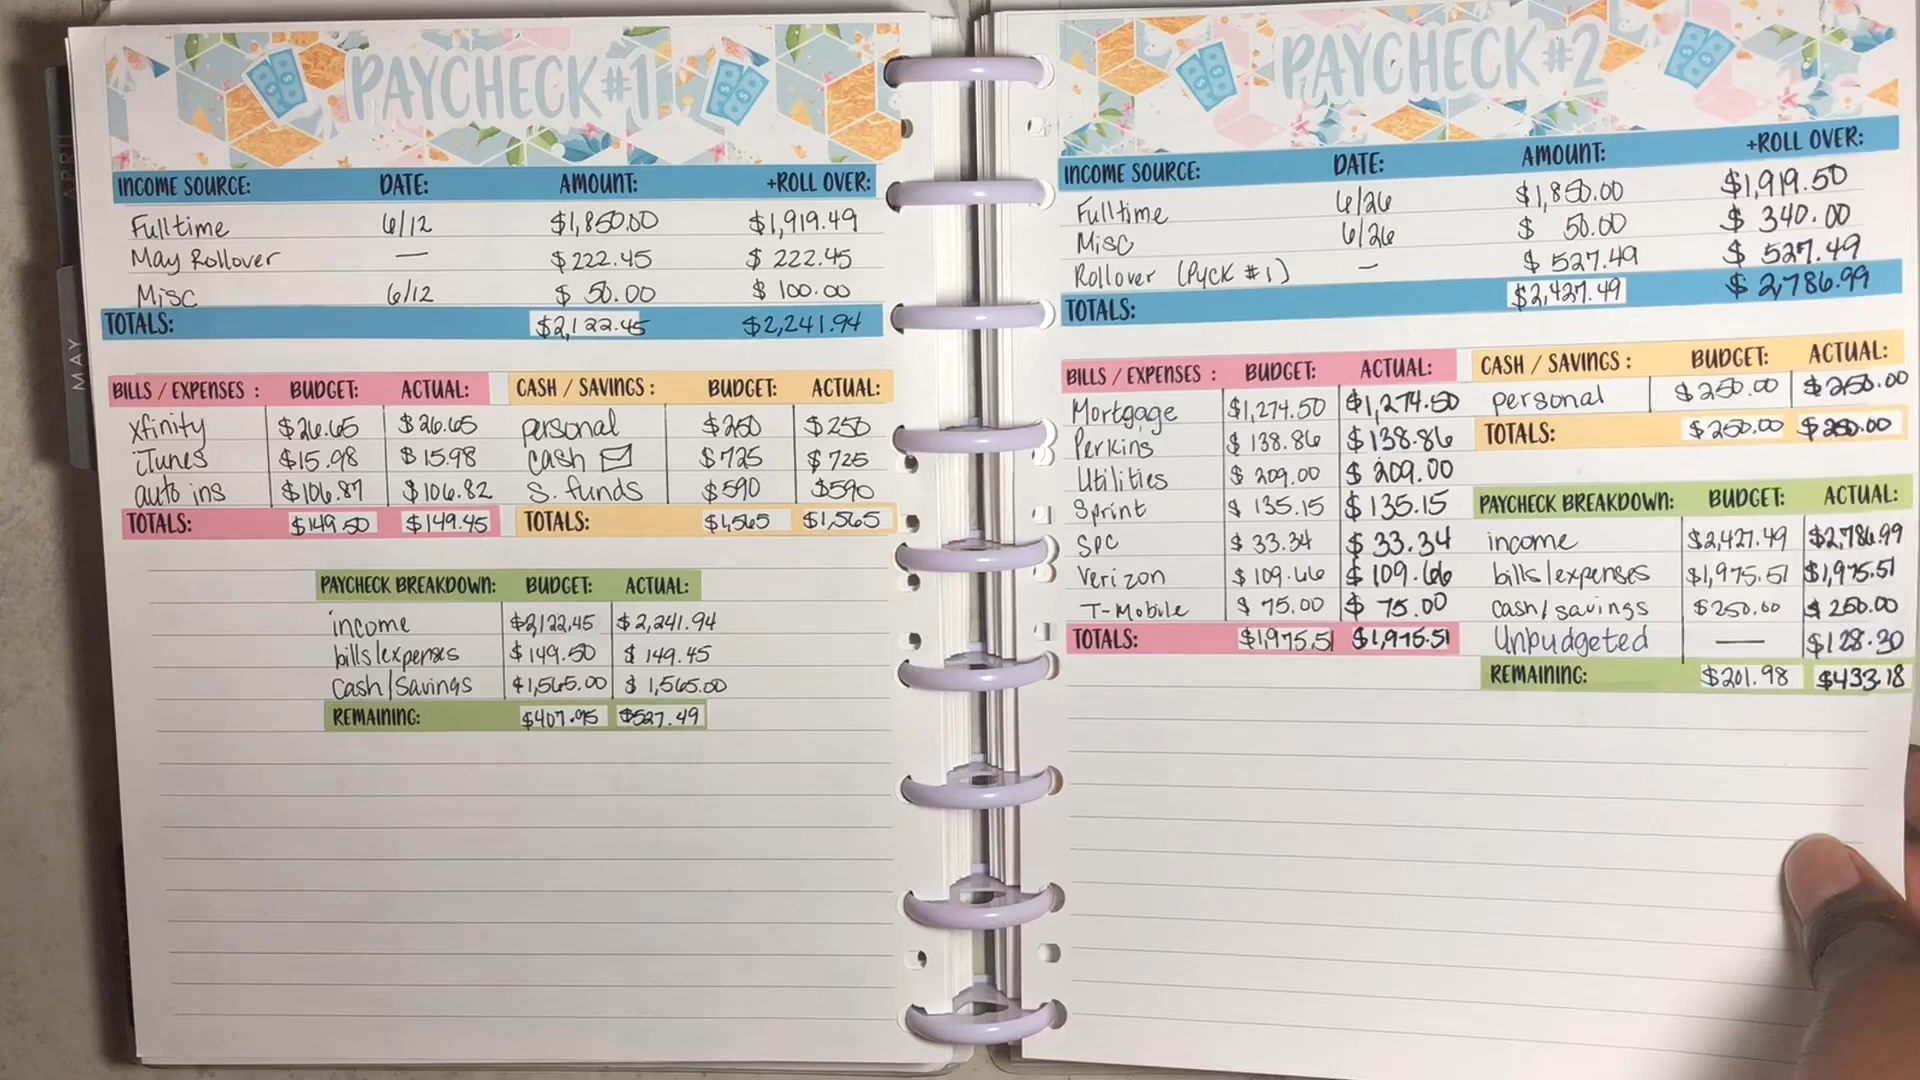 APRIL
MAY
PAYCHECK #1
INCOME SOURCE: DATE: AMOUNT: +ROLL OVER:
Fulltime 6/12 $1,850.00 $1,919.49
May Rollover — $222.45 $222.45
Misc 6/12 $50.00 $100.00
TOTALS: $2,122.45 $2,241.94
BILLS / EXPENSES : BUDGET: ACTUAL: CASH / SAVINGS : BUDGET: ACTUAL:
xfinity $26.65 $26.65 personal $250 $250
iTunes $15.98 $15.98 cash $725 $725
auto ins $106.87 $106.82 s. funds $590 $590
TOTALS: $149.50 $149.45 TOTALS: $1,565 $1,565
PAYCHECK BREAKDOWN: BUDGET: ACTUAL:
income $2,122.45 $2,241.94
bills/expenses $149.50 $149.45
Cash/Savings $1,565.00 $1,565.00
REMAINING: $407.95 $527.49
PAYCHECK #2
INCOME SOURCE: DATE: AMOUNT: +ROLL OVER:
Fulltime 6/26 $1,850.00 $1,919.50
Misc 6/26 $50.00 $340.00
Rollover (Pyck #1) — $527.49 $527.49
TOTALS: $2,427.49 $2,786.99
BILLS / EXPENSES : BUDGET: ACTUAL:
Mortgage $1,274.50 $1,274.50
Perkins $138.86 $138.86
Utilities $209.00 $209.00
Sprint $135.15 $135.15
SPC $33.34 $33.34
Verizon $109.66 $109.66
T-Mobile $75.00 $75.00
TOTALS: $1975.51 $1,975.51
CASH / SAVINGS : BUDGET: ACTUAL:
personal $250.00 $250.00
TOTALS: $250.00 $250.00
PAYCHECK BREAKDOWN: BUDGET: ACTUAL:
income $2,427.49 $2,786.99
bills/expenses $1,975.51 $1,975.51
cash/savings $250.00 $250.00
Unbudgeted — $128.30
REMAINING: $201.98 $433.18